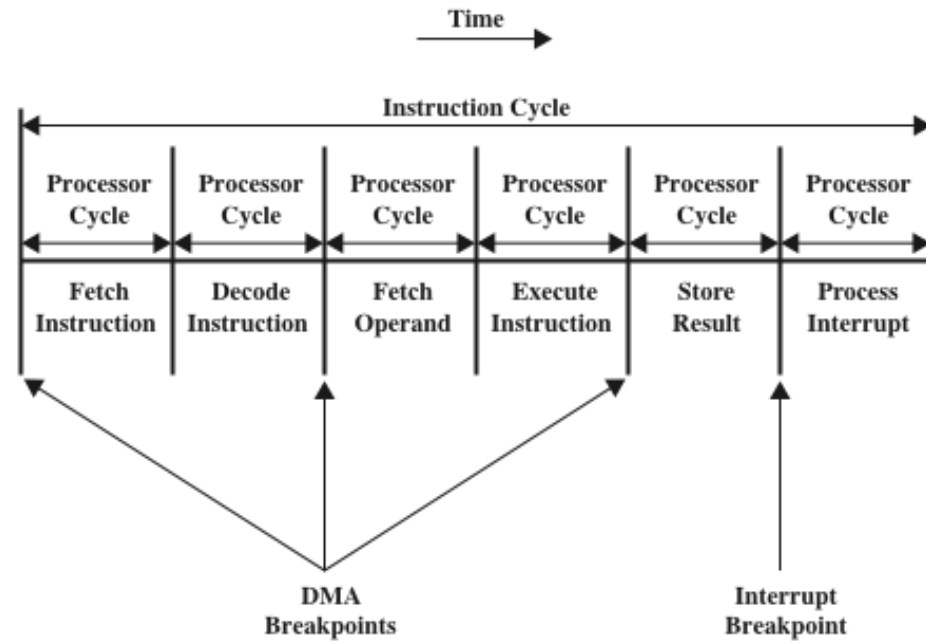 Time
Instruction Cycle
Processor Cycle
Processor Cycle
Processor Cycle
Processor Cycle
Processor Cycle
Processor Cycle
Fetch Instruction
Decode Instruction
Fetch Operand
Execute Instruction
Store Result
Process Interrupt
DMA Breakpoints
Interrupt Breakpoint